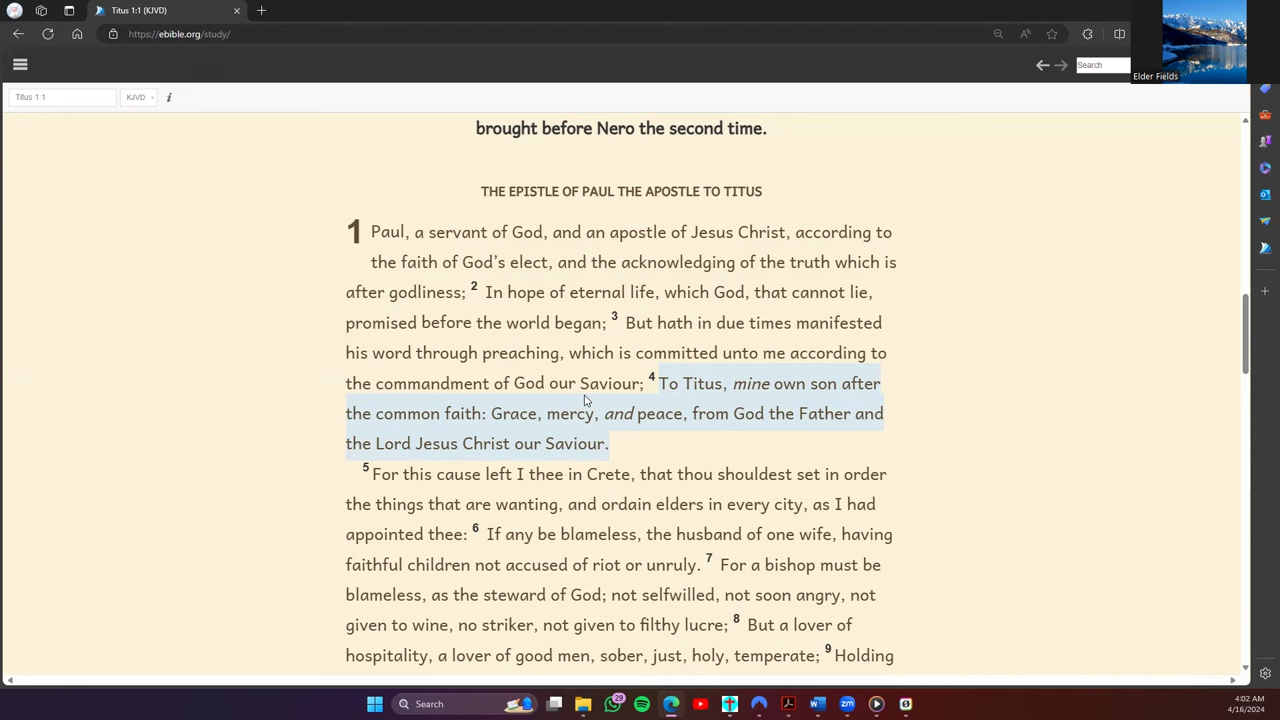 Titus 1:1 (KJVD)
https://ebible.org/study/
Search
Elder Fields
Titus 1:1
KJVD
i
brought before Nero the second time.
THE EPISTLE OF PAUL THE APOSTLE TO TITUS
1 Paul, a servant of God, and an apostle of Jesus Christ, according to
the faith of God’s elect, and the acknowledging of the truth which is
after godliness; 2 In hope of eternal life, which God, that cannot lie,
promised before the world began; 3 But hath in due times manifested
his word through preaching, which is committed unto me according to
the commandment of God our Saviour; 4 To Titus, mine own son after
the common faith: Grace, mercy, and peace, from God the Father and
the Lord Jesus Christ our Saviour.
5 For this cause left I thee in Crete, that thou shouldest set in order
the things that are wanting, and ordain elders in every city, as I had
appointed thee: 6 If any be blameless, the husband of one wife, having
faithful children not accused of riot or unruly. 7 For a bishop must be
blameless, as the steward of God; not selfwilled, not soon angry, not
given to wine, no striker, not given to filthy lucre; 8 But a lover of
hospitality, a lover of good men, sober, just, holy, temperate; 9 Holding
Search
29
zm
4:02 AM
4/16/2024